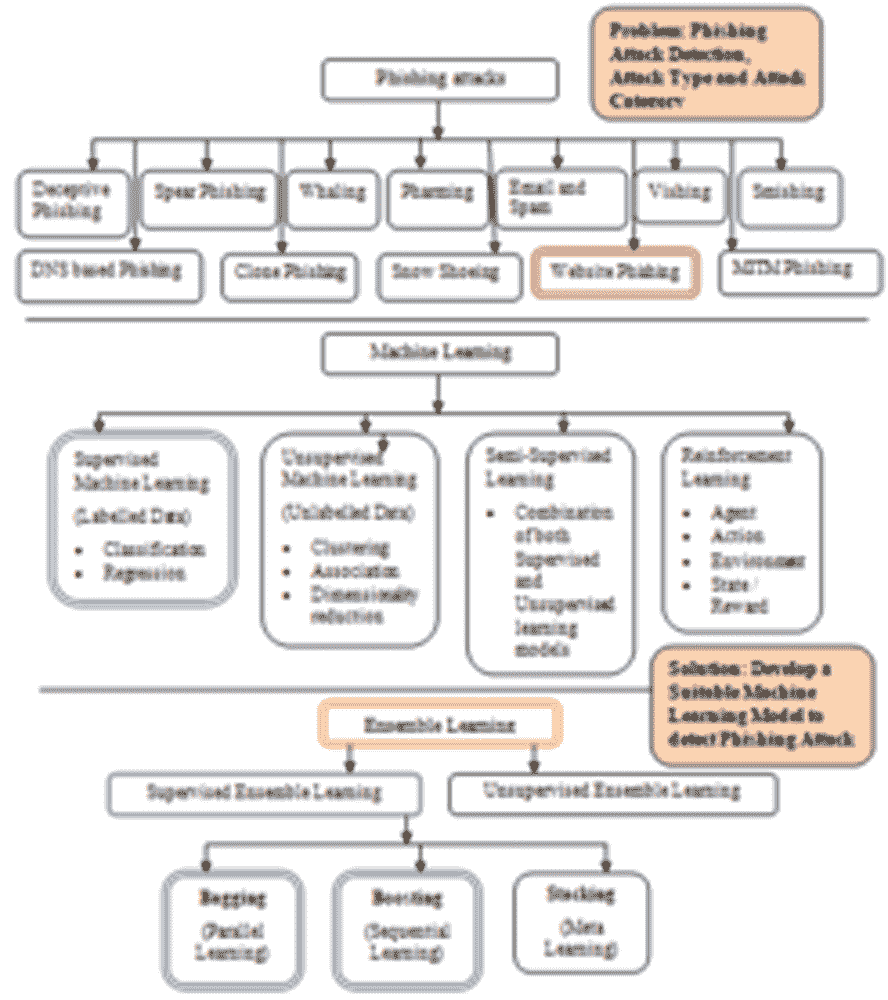 Problem: Phishing
Attack Detection,
Attack Type and Attack
Category
Phishing attacks
Deceptive
Phishing
Spear Phishing
Whaling
Pharming
Email and
Spam
Vishing
Smishing
DNS based Phishing
Clone Phishing
Snow Shoeing
Website Phishing
MITM Phishing
Machine Learning
Supervised
Machine Learning
(Labelled Data)
• Classification
• Regression
Unsupervised
Machine Learning
(Unlabelled Data)
• Clustering
• Association
• Dimensionality
reduction
Semi-Supervised
Learning
• Combination
of both
Supervised
and
Unsupervised
learning
models
Reinforcement
Learning
• Agent
• Action
• Environment
• State /
Reward
Solution: Develop a
Suitable Machine
Learning Model to
detect Phishing Attack
Ensemble Learning
Supervised Ensemble Learning
Unsupervised Ensemble Learning
Bagging
(Parallel
Learning)
Boosting
(Sequential
Learning)
Stacking
(Meta
Learning)